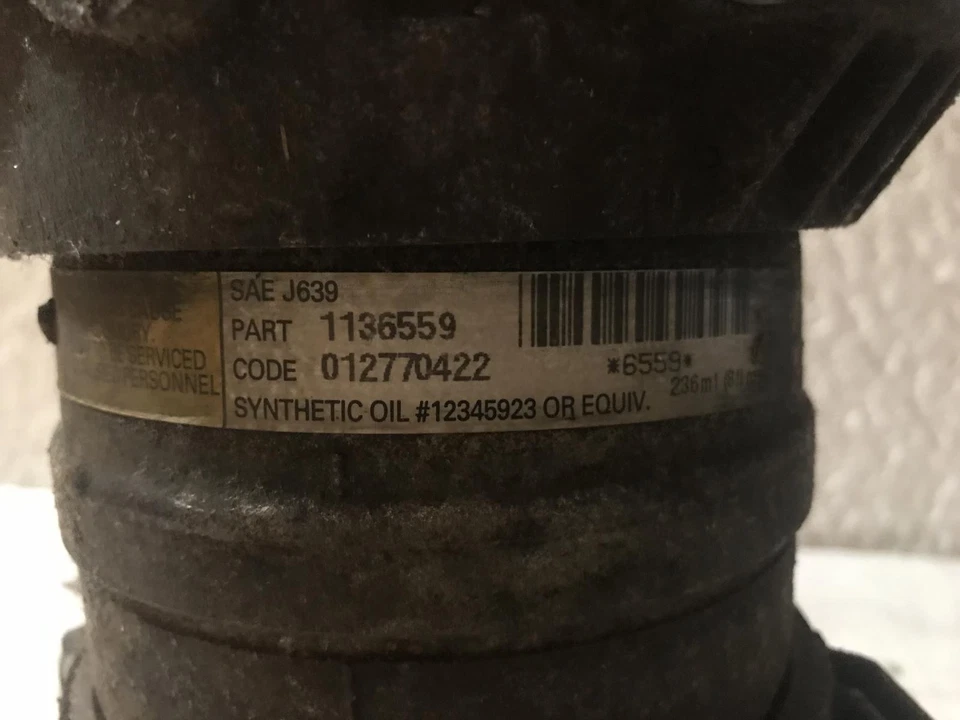 SAE J639
PART 1136559
CODE 012770422
SYNTHETIC OIL #12345923 OR EQUIV.
*6559*
236ml
SERVICED
PERSONNEL